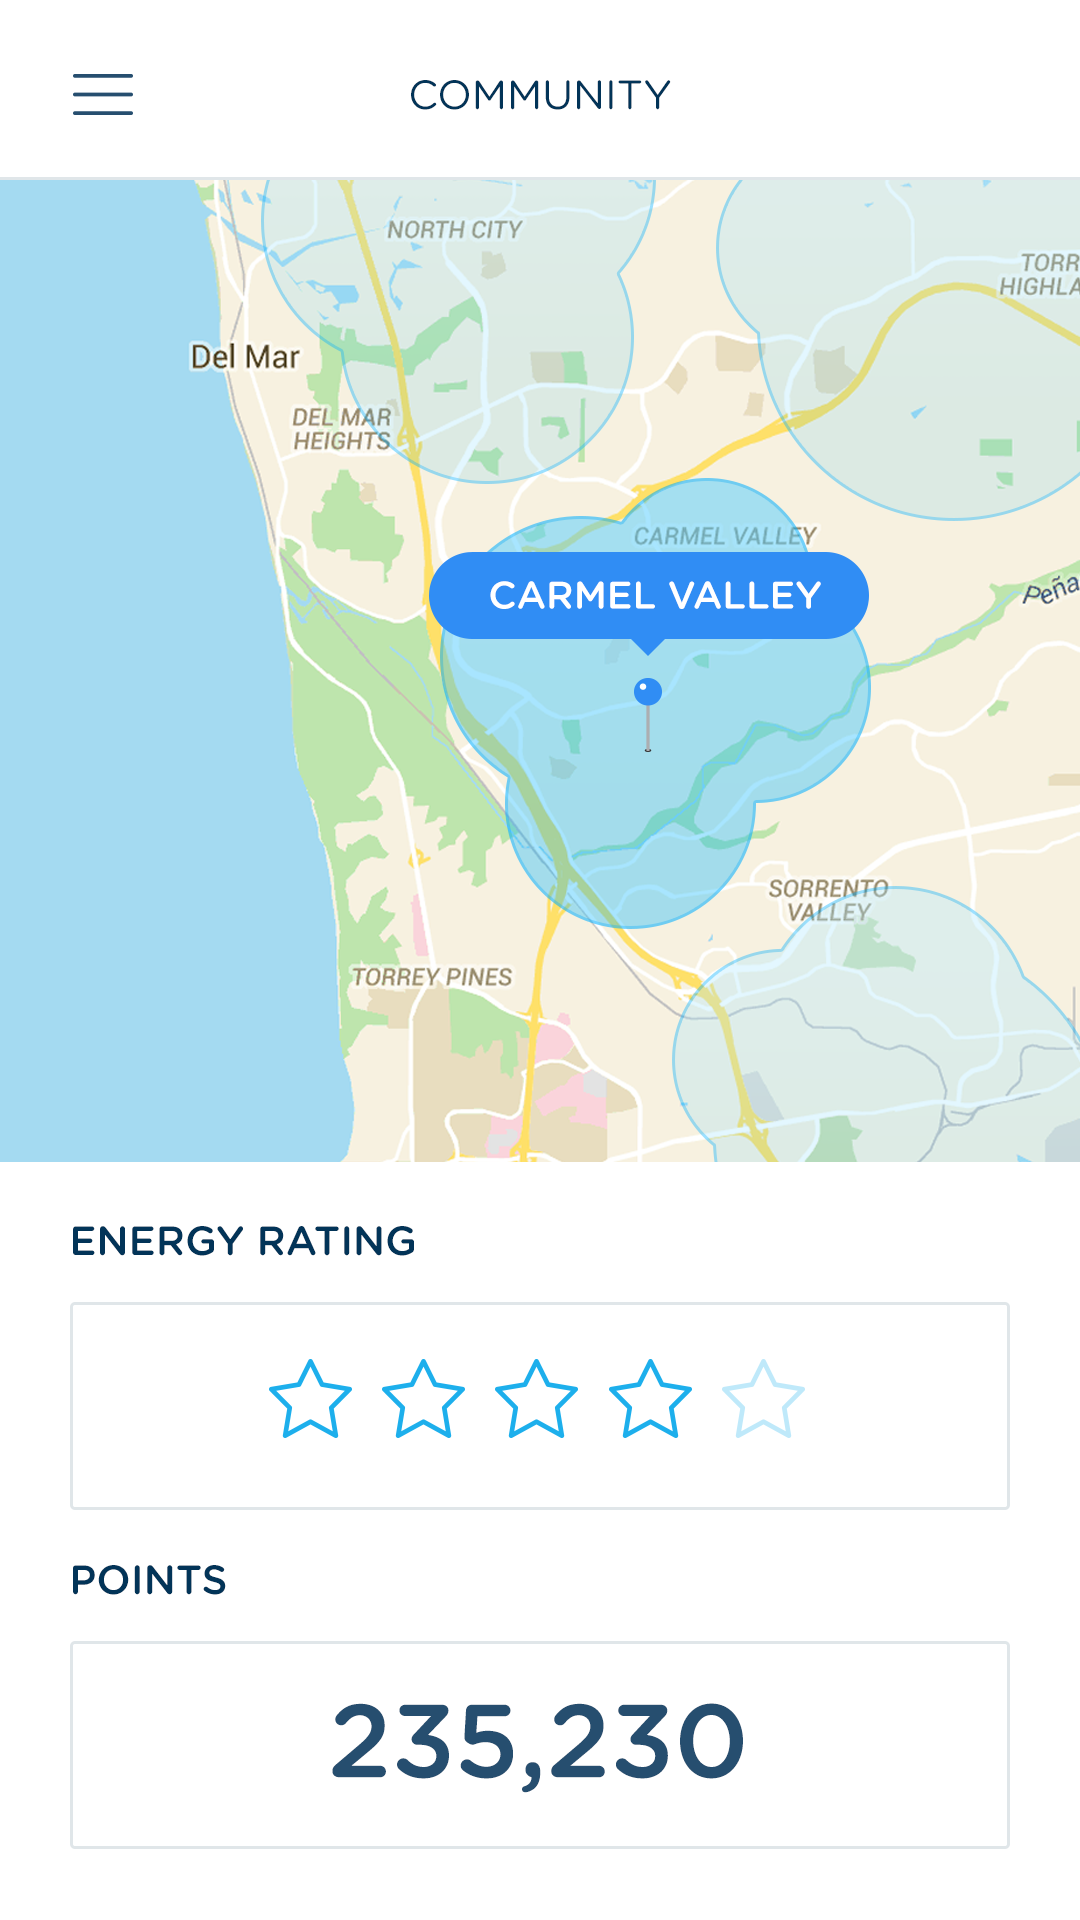 COMMUNITY
NORTH CITY
TORR
HIGHLA
Del Mar
DEL MAR
HEIGHTS
CARMEL VALLEY
CARMEL VALLEY
Peña
SORRENTO
VALLEY
TORREY PINES
ENERGY RATING
POINTS
235,230